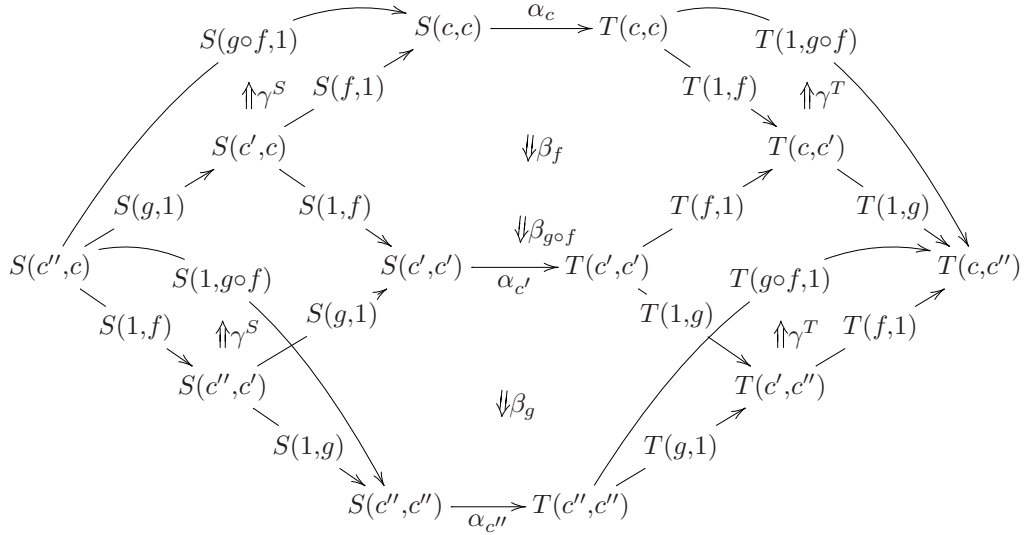 S(c,c) α_c T(c,c)
S(g∘f,1) T(1,g∘f)
S(f,1) T(1,f)
⇑γ^S ⇑γ^T
S(c′,c) ⇓β_f T(c,c′)
S(g,1) S(1,f) T(f,1) T(1,g)
⇓β_{g∘f}
S(c″,c) S(c′,c′) α_{c′} T(c′,c′) T(c,c″)
S(1,g∘f) T(g∘f,1)
S(1,f) S(g,1) T(1,g) T(f,1)
⇑γ^S ⇑γ^T
S(c″,c′) T(c′,c″)
⇓β_g
S(1,g) T(g,1)
S(c″,c″) α_{c″} T(c″,c″)